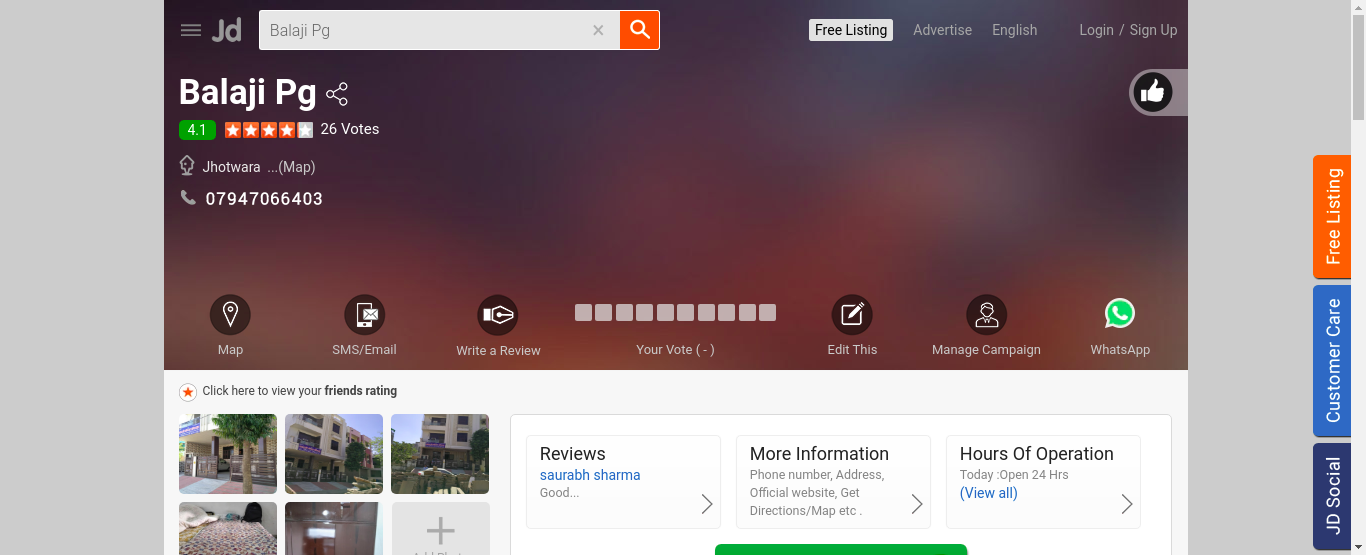 Jd
Balaji Pg
Free Listing
Advertise
English
Login / Sign Up
Balaji Pg
4.1
26 Votes
Jhotwara ...(Map)
07947066403
Map
SMS/Email
Write a Review
Your Vote ( - )
Edit This
Manage Campaign
WhatsApp
Click here to view your friends rating
Reviews
saurabh sharma
Good...
More Information
Phone number, Address,
Official website, Get
Directions/Map etc .
Hours Of Operation
Today :Open 24 Hrs
(View all)
Free Listing
Customer Care
JD Social